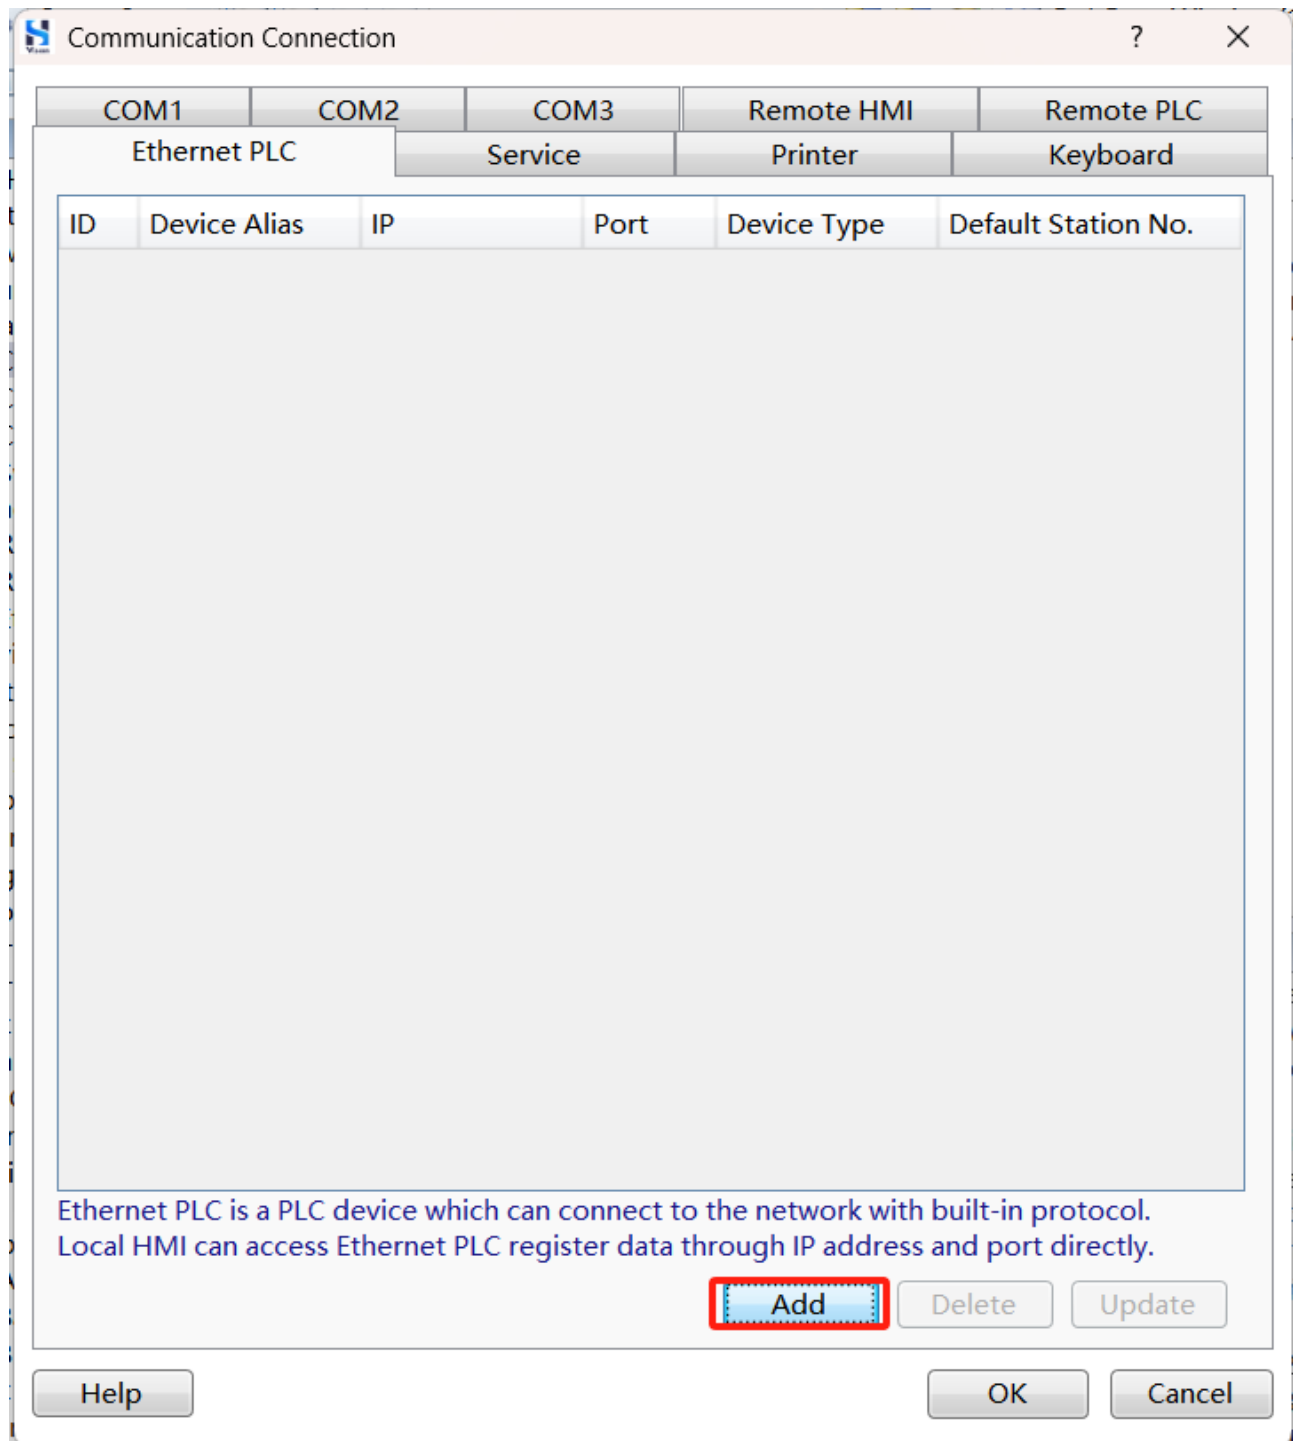 Communication Connection
COM1 COM2 COM3 Remote HMI Remote PLC
Ethernet PLC Service Printer Keyboard
ID Device Alias IP Port Device Type Default Station No.
Ethernet PLC is a PLC device which can connect to the network with built-in protocol.
Local HMI can access Ethernet PLC register data through IP address and port directly.
Add Delete Update
Help OK Cancel